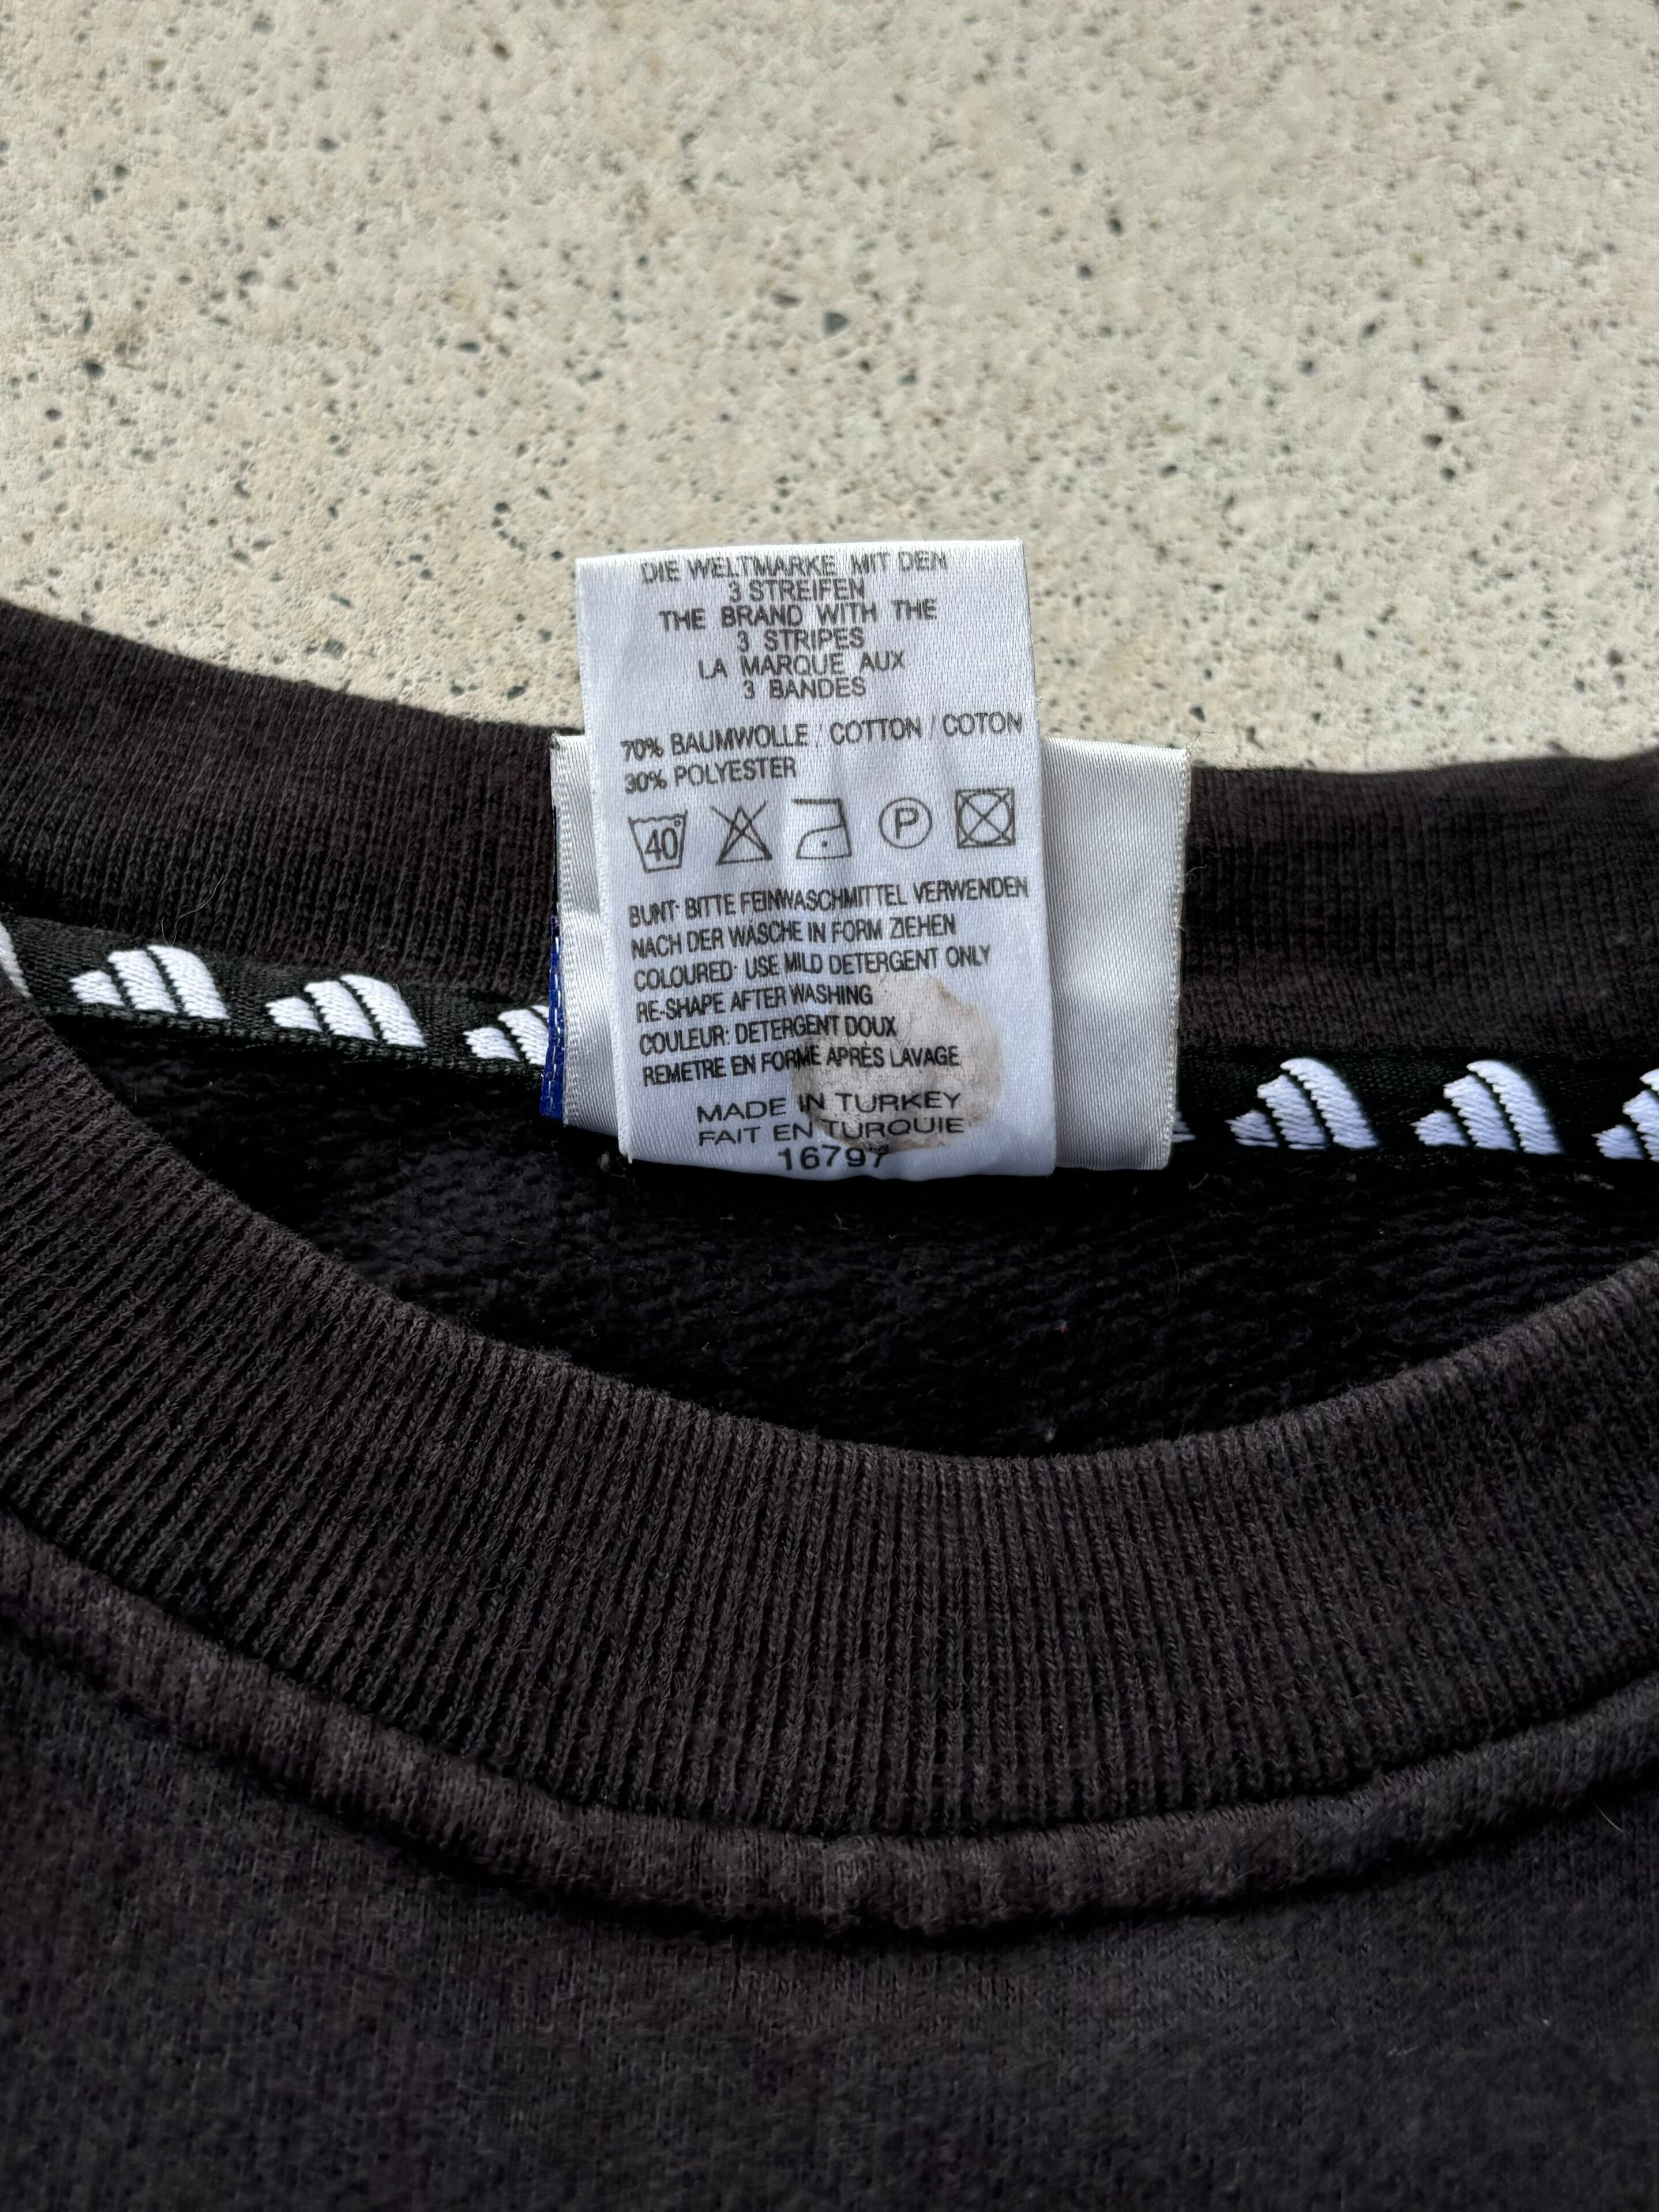 DIE WELTMARKE MIT DEN
3 STREIFEN
THE BRAND WITH THE
3 STRIPES
LA MARQUE AUX
3 BANDES
70% BAUMWOLLE / COTTON / COTON
30% POLYESTER
40° P
BUNT: BITTE FEINWASCHMITTEL VERWENDEN
NACH DER WÄSCHE IN FORM ZIEHEN
COLOURED: USE MILD DETERGENT ONLY
RE-SHAPE AFTER WASHING
COULEUR: DETERGENT DOUX
REMETRE EN FORME APRÈS LAVAGE
MADE IN TURKEY
FAIT EN TURQUIE
16797